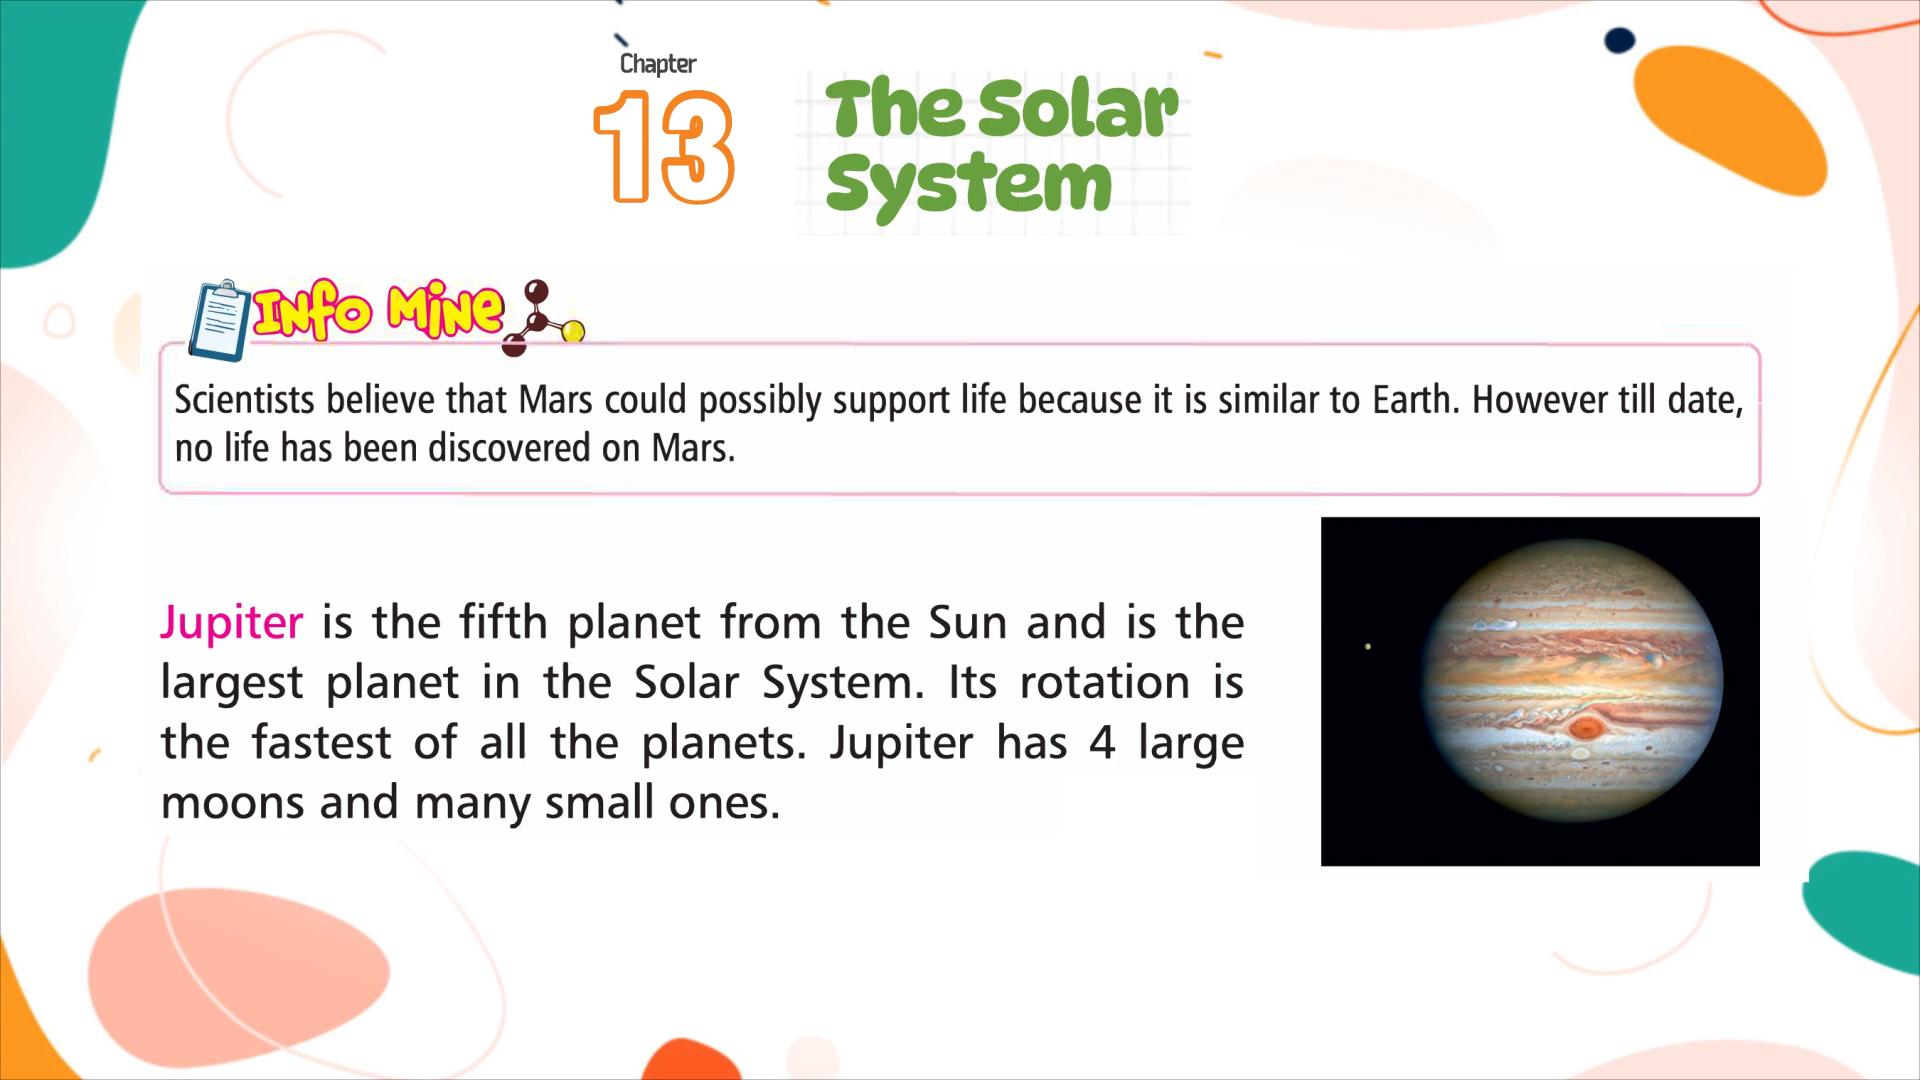 Chapter
13
The Solar
System
Info Mine
Scientists believe that Mars could possibly support life because it is similar to Earth. However till date,
no life has been discovered on Mars.
Jupiter is the fifth planet from the Sun and is the
largest planet in the Solar System. Its rotation is
the fastest of all the planets. Jupiter has 4 large
moons and many small ones.